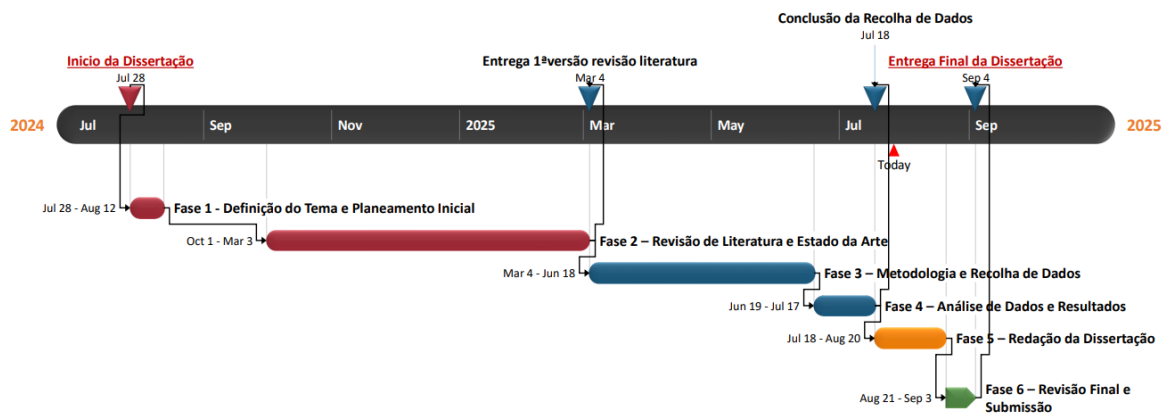 Conclusão da Recolha de Dados
Jul 18
Inicio da Dissertação
Jul 28
Entrega 1ªversão revisão literatura
Mar 4
Entrega Final da Dissertação
Sep 4
2024
Jul
Sep
Nov
2025
Mar
May
Jul
Sep
2025
Today
Jul 28 - Aug 12
Fase 1 - Definição do Tema e Planeamento Inicial
Oct 1 - Mar 3
Fase 2 – Revisão de Literatura e Estado da Arte
Mar 4 - Jun 18
Fase 3 – Metodologia e Recolha de Dados
Jun 19 - Jul 17
Fase 4 – Análise de Dados e Resultados
Jul 18 - Aug 20
Fase 5 – Redação da Dissertação
Aug 21 - Sep 3
Fase 6 – Revisão Final e
Submissão